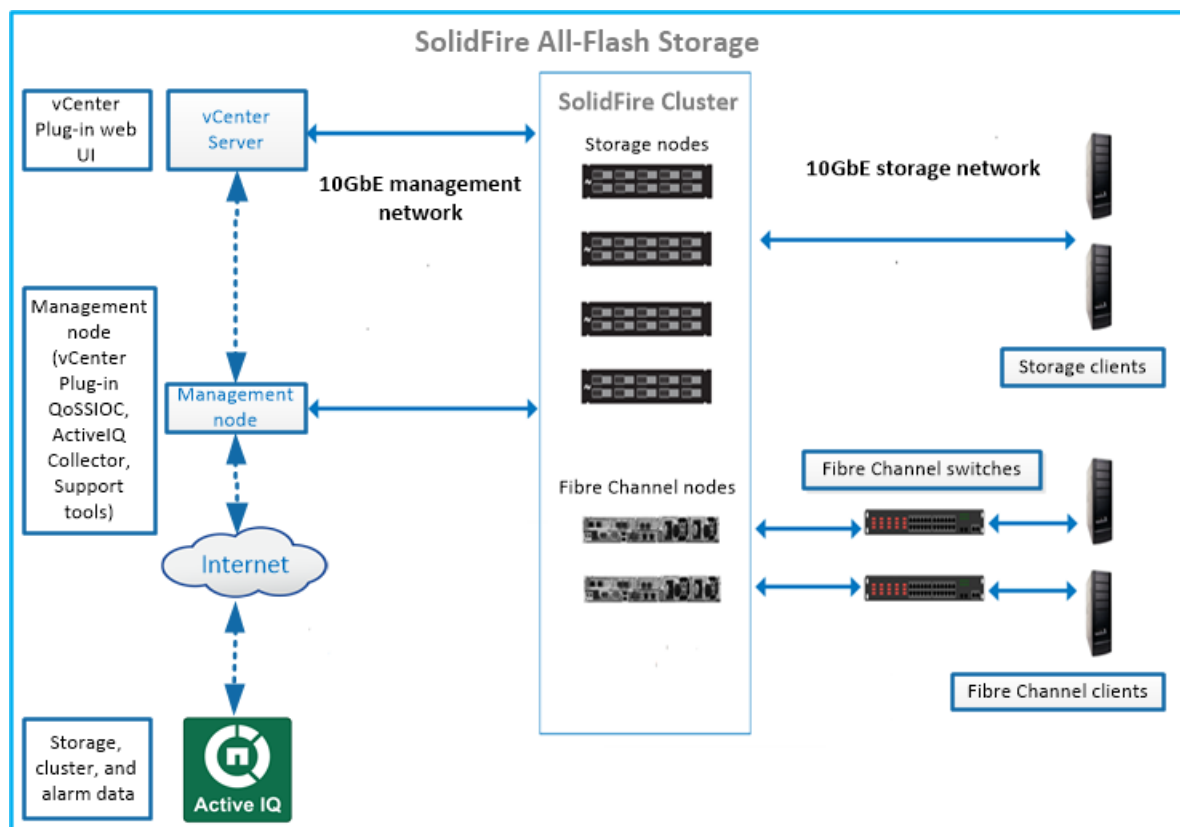 SolidFire All-Flash Storage
vCenter
Plug-in web
UI
vCenter
Server
10GbE management
network
SolidFire Cluster
Storage nodes
10GbE storage network
Storage clients
Management
node
(vCenter
Plug-in
QoSSIOC,
ActiveIQ
Collector,
Support
tools)
Management
node
Fibre Channel nodes
Fibre Channel switches
Fibre Channel clients
Internet
Storage,
cluster, and
alarm data
Active IQ